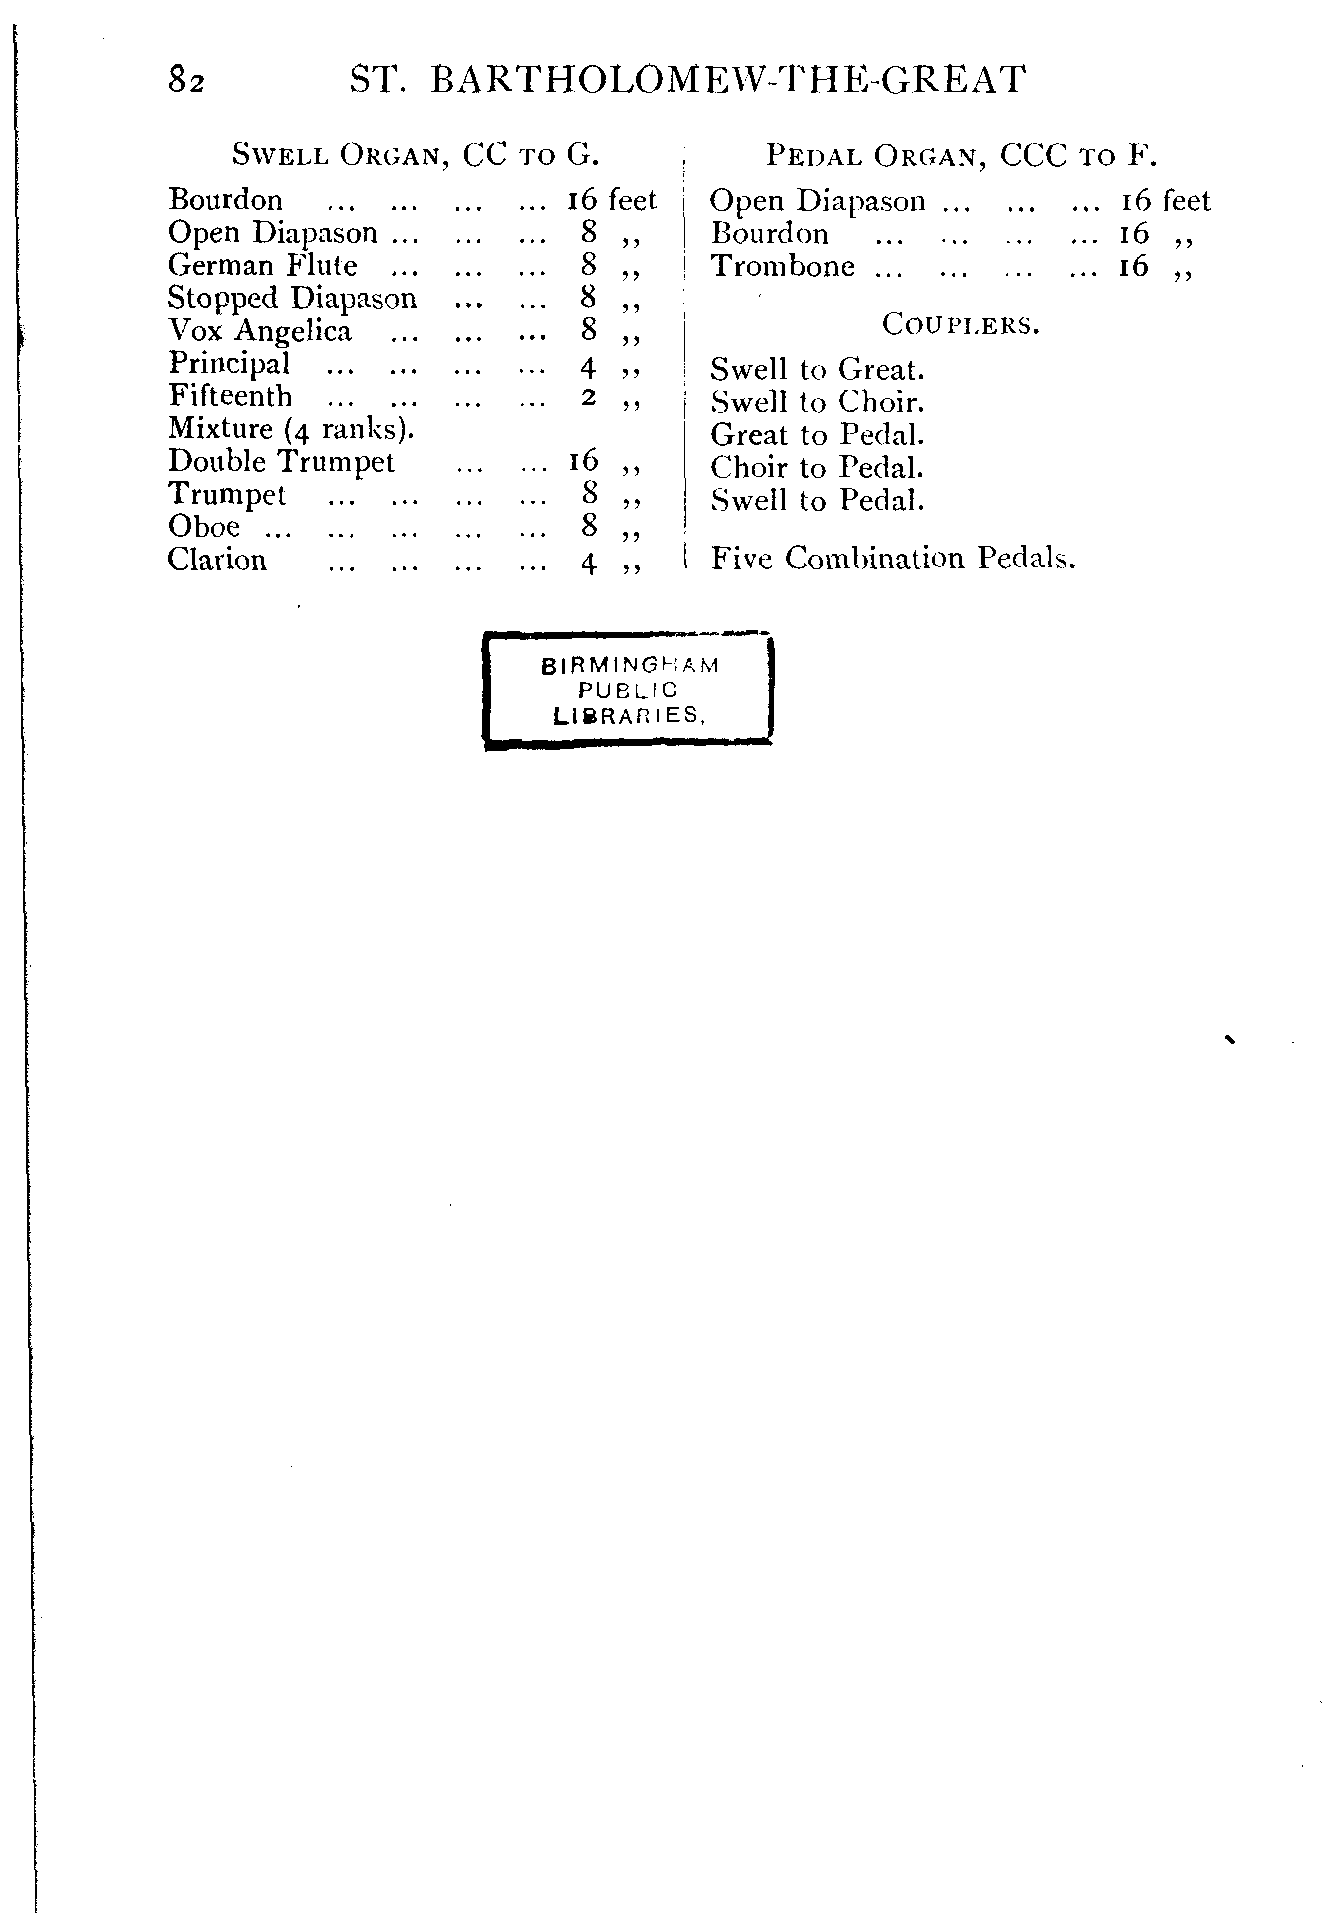 82 ST. BARTHOLOMEW-THE-GREAT
SWELL ORGAN, CC TO G.
Bourdon ... ... ... ... 16 feet
Open Diapason ... ... ... 8 ,,
German Flute ... ... ... 8 ,,
Stopped Diapason ... ... 8 ,,
Vox Angelica ... ... ... 8 ,,
Principal ... ... ... ... 4 ,,
Fifteenth ... ... ... ... 2 ,,
Mixture (4 ranks).
Double Trumpet ... ... 16 ,,
Trumpet ... ... ... ... 8 ,,
Oboe ... ... ... ... ... 8 ,,
Clarion ... ... ... ... 4 ,,
PEDAL ORGAN, CCC TO F.
Open Diapason ... ... ... 16 feet
Bourdon ... ... ... ... 16 ,,
Trombone ... ... ... ... 16 ,,
COUPLERS.
Swell to Great.
Swell to Choir.
Great to Pedal.
Choir to Pedal.
Swell to Pedal.
Five Combination Pedals.
BIRMINGHAM
PUBLIC
LIBRARIES,